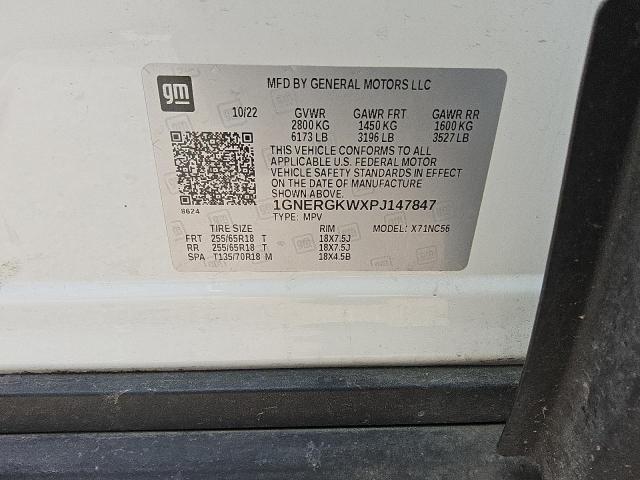 gm
MFD BY GENERAL MOTORS LLC
10/22 GVWR GAWR FRT GAWR RR
2800 KG 1450 KG 1600 KG
6173 LB 3196 LB 3527 LB
THIS VEHICLE CONFORMS TO ALL
APPLICABLE U.S. FEDERAL MOTOR
VEHICLE SAFETY STANDARDS IN EFFECT
ON THE DATE OF MANUFACTURE
SHOWN ABOVE.
8624
1GNERGKWXPJ147847
TYPE: MPV
TIRE SIZE RIM MODEL: X71NC56
FRT 255/65R18 T 18X7.5J
RR 255/65R18 T 18X7.5J
SPA T135/70R18 M 18X4.5B